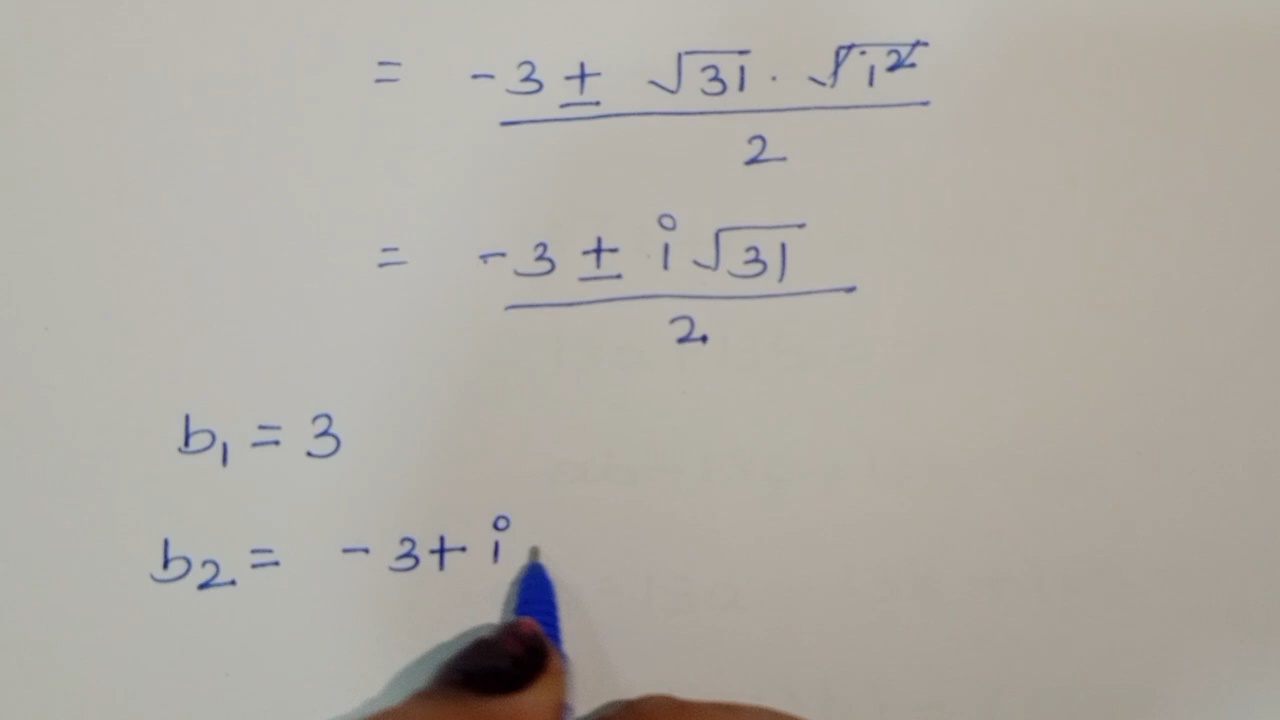 = -3 ± √31 · √i²
2
= -3 ± i √31
2
b₁ = 3
b₂ = -3 + i